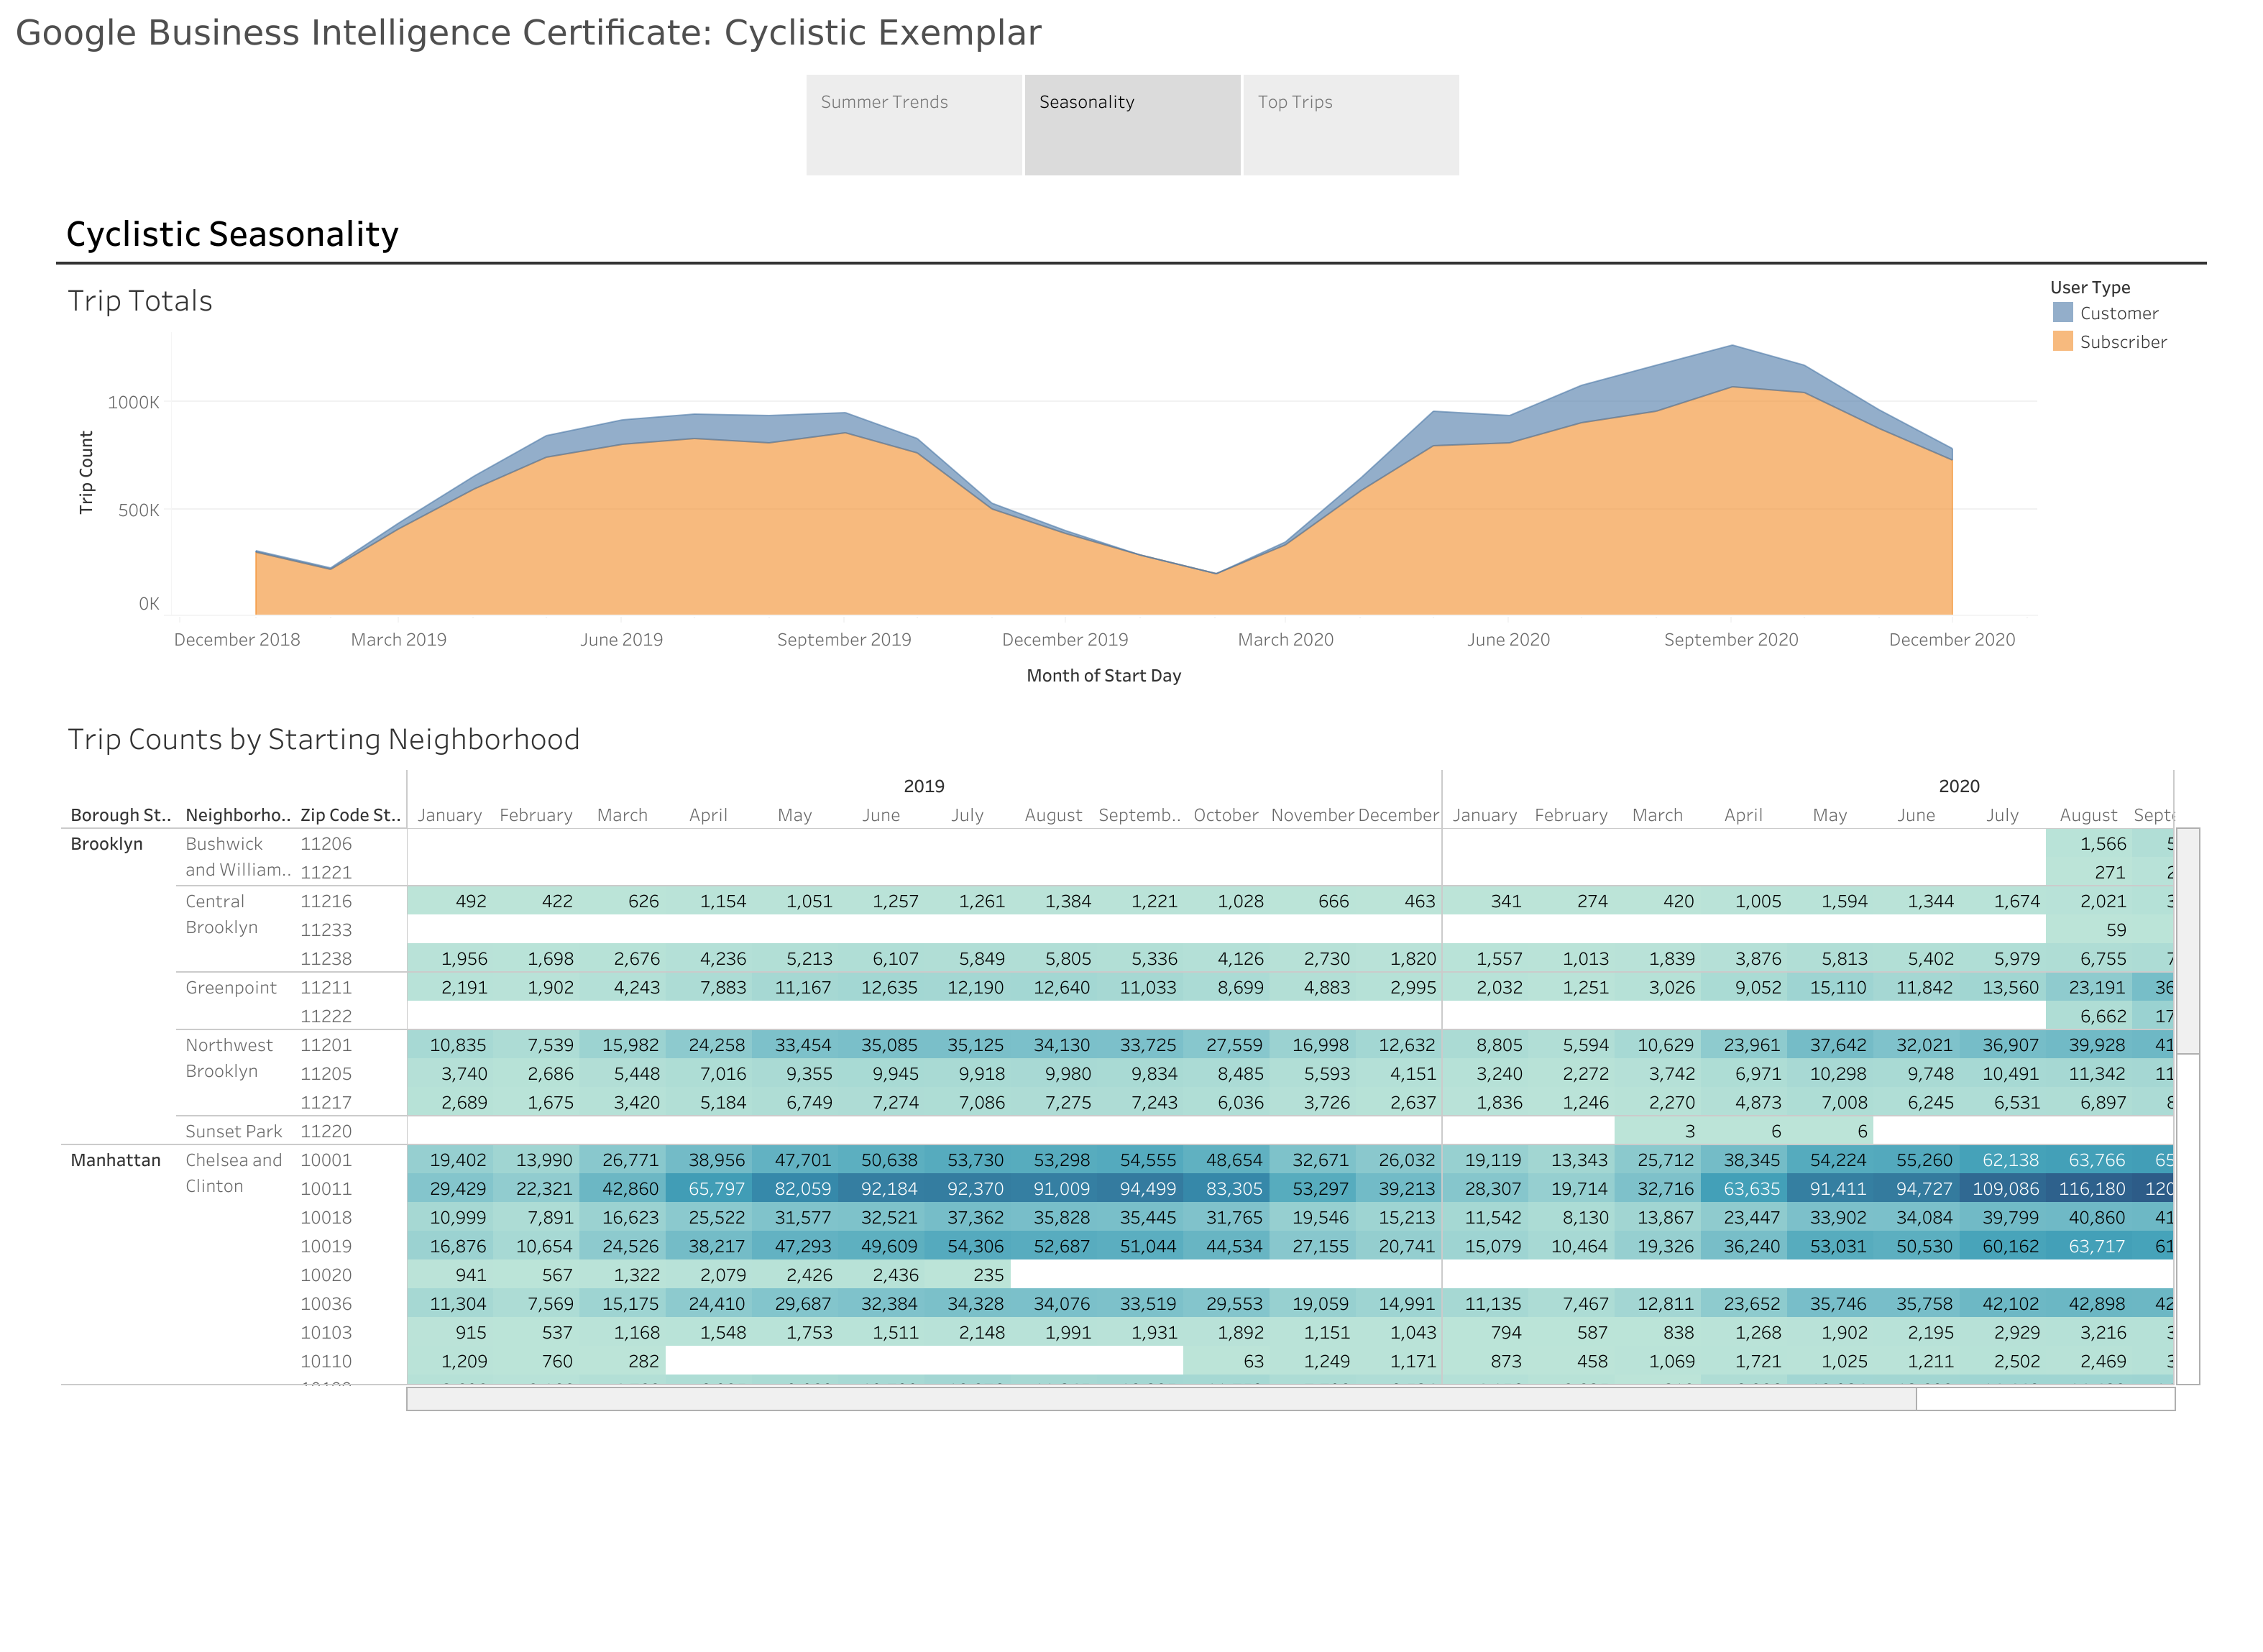 Google Business Intelligence Certificate: Cyclistic Exemplar
Summer Trends Seasonality Top Trips
Cyclistic Seasonality
Trip Totals
User Type
Customer
Subscriber
1000K
500K
0K
Trip Count
December 2018 March 2019 June 2019 September 2019 December 2019 March 2020 June 2020 September 2020 December 2020
Month of Start Day
Trip Counts by Starting Neighborhood
2019 2020
Borough St.. Neighborho.. Zip Code St.. January February March April May June July August Septemb.. October November December January February March April May June July August Septe
Brooklyn Bushwick 11206 1,566 5
and William.. 11221 271 2
Central 11216 492 422 626 1,154 1,051 1,257 1,261 1,384 1,221 1,028 666 463 341 274 420 1,005 1,594 1,344 1,674 2,021 3
Brooklyn 11233 59
11238 1,956 1,698 2,676 4,236 5,213 6,107 5,849 5,805 5,336 4,126 2,730 1,820 1,557 1,013 1,839 3,876 5,813 5,402 5,979 6,755 7
Greenpoint 11211 2,191 1,902 4,243 7,883 11,167 12,635 12,190 12,640 11,033 8,699 4,883 2,995 2,032 1,251 3,026 9,052 15,110 11,842 13,560 23,191 36
11222 6,662 17
Northwest 11201 10,835 7,539 15,982 24,258 33,454 35,085 35,125 34,130 33,725 27,559 16,998 12,632 8,805 5,594 10,629 23,961 37,642 32,021 36,907 39,928 41
Brooklyn 11205 3,740 2,686 5,448 7,016 9,355 9,945 9,918 9,980 9,834 8,485 5,593 4,151 3,240 2,272 3,742 6,971 10,298 9,748 10,491 11,342 11
11217 2,689 1,675 3,420 5,184 6,749 7,274 7,086 7,275 7,243 6,036 3,726 2,637 1,836 1,246 2,270 4,873 7,008 6,245 6,531 6,897 8
Sunset Park 11220 3 6 6
Manhattan Chelsea and 10001 19,402 13,990 26,771 38,956 47,701 50,638 53,730 53,298 54,555 48,654 32,671 26,032 19,119 13,343 25,712 38,345 54,224 55,260 62,138 63,766 65
Clinton 10011 29,429 22,321 42,860 65,797 82,059 92,184 92,370 91,009 94,499 83,305 53,297 39,213 28,307 19,714 32,716 63,635 91,411 94,727 109,086 116,180 120
10018 10,999 7,891 16,623 25,522 31,577 32,521 37,362 35,828 35,445 31,765 19,546 15,213 11,542 8,130 13,867 23,447 33,902 34,084 39,799 40,860 41
10019 16,876 10,654 24,526 38,217 47,293 49,609 54,306 52,687 51,044 44,534 27,155 20,741 15,079 10,464 19,326 36,240 53,031 50,530 60,162 63,717 61
10020 941 567 1,322 2,079 2,426 2,436 235
10036 11,304 7,569 15,175 24,410 29,687 32,384 34,328 34,076 33,519 29,553 19,059 14,991 11,135 7,467 12,811 23,652 35,746 35,758 42,102 42,898 42
10103 915 537 1,168 1,548 1,753 1,511 2,148 1,991 1,931 1,892 1,151 1,043 794 587 838 1,268 1,902 2,195 2,929 3,216 3
10110 1,209 760 282 63 1,249 1,171 873 458 1,069 1,721 1,025 1,211 2,502 2,469 3